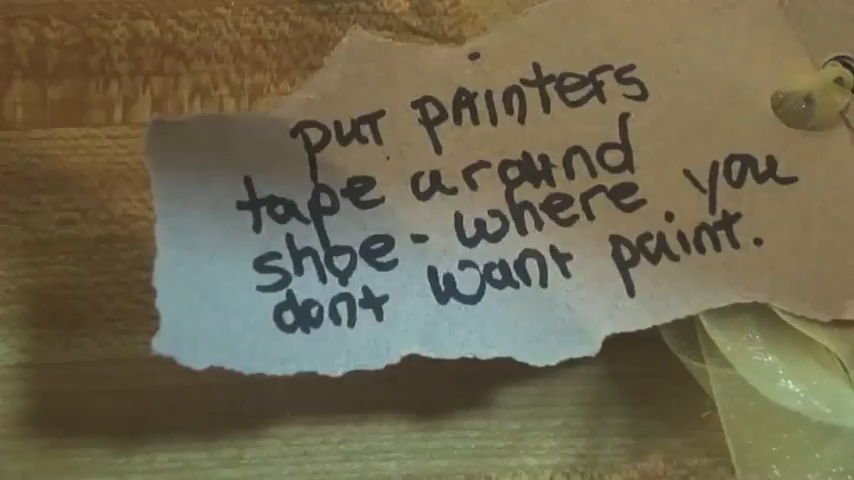 put painters
tape around
shoe - where you
dont want paint.